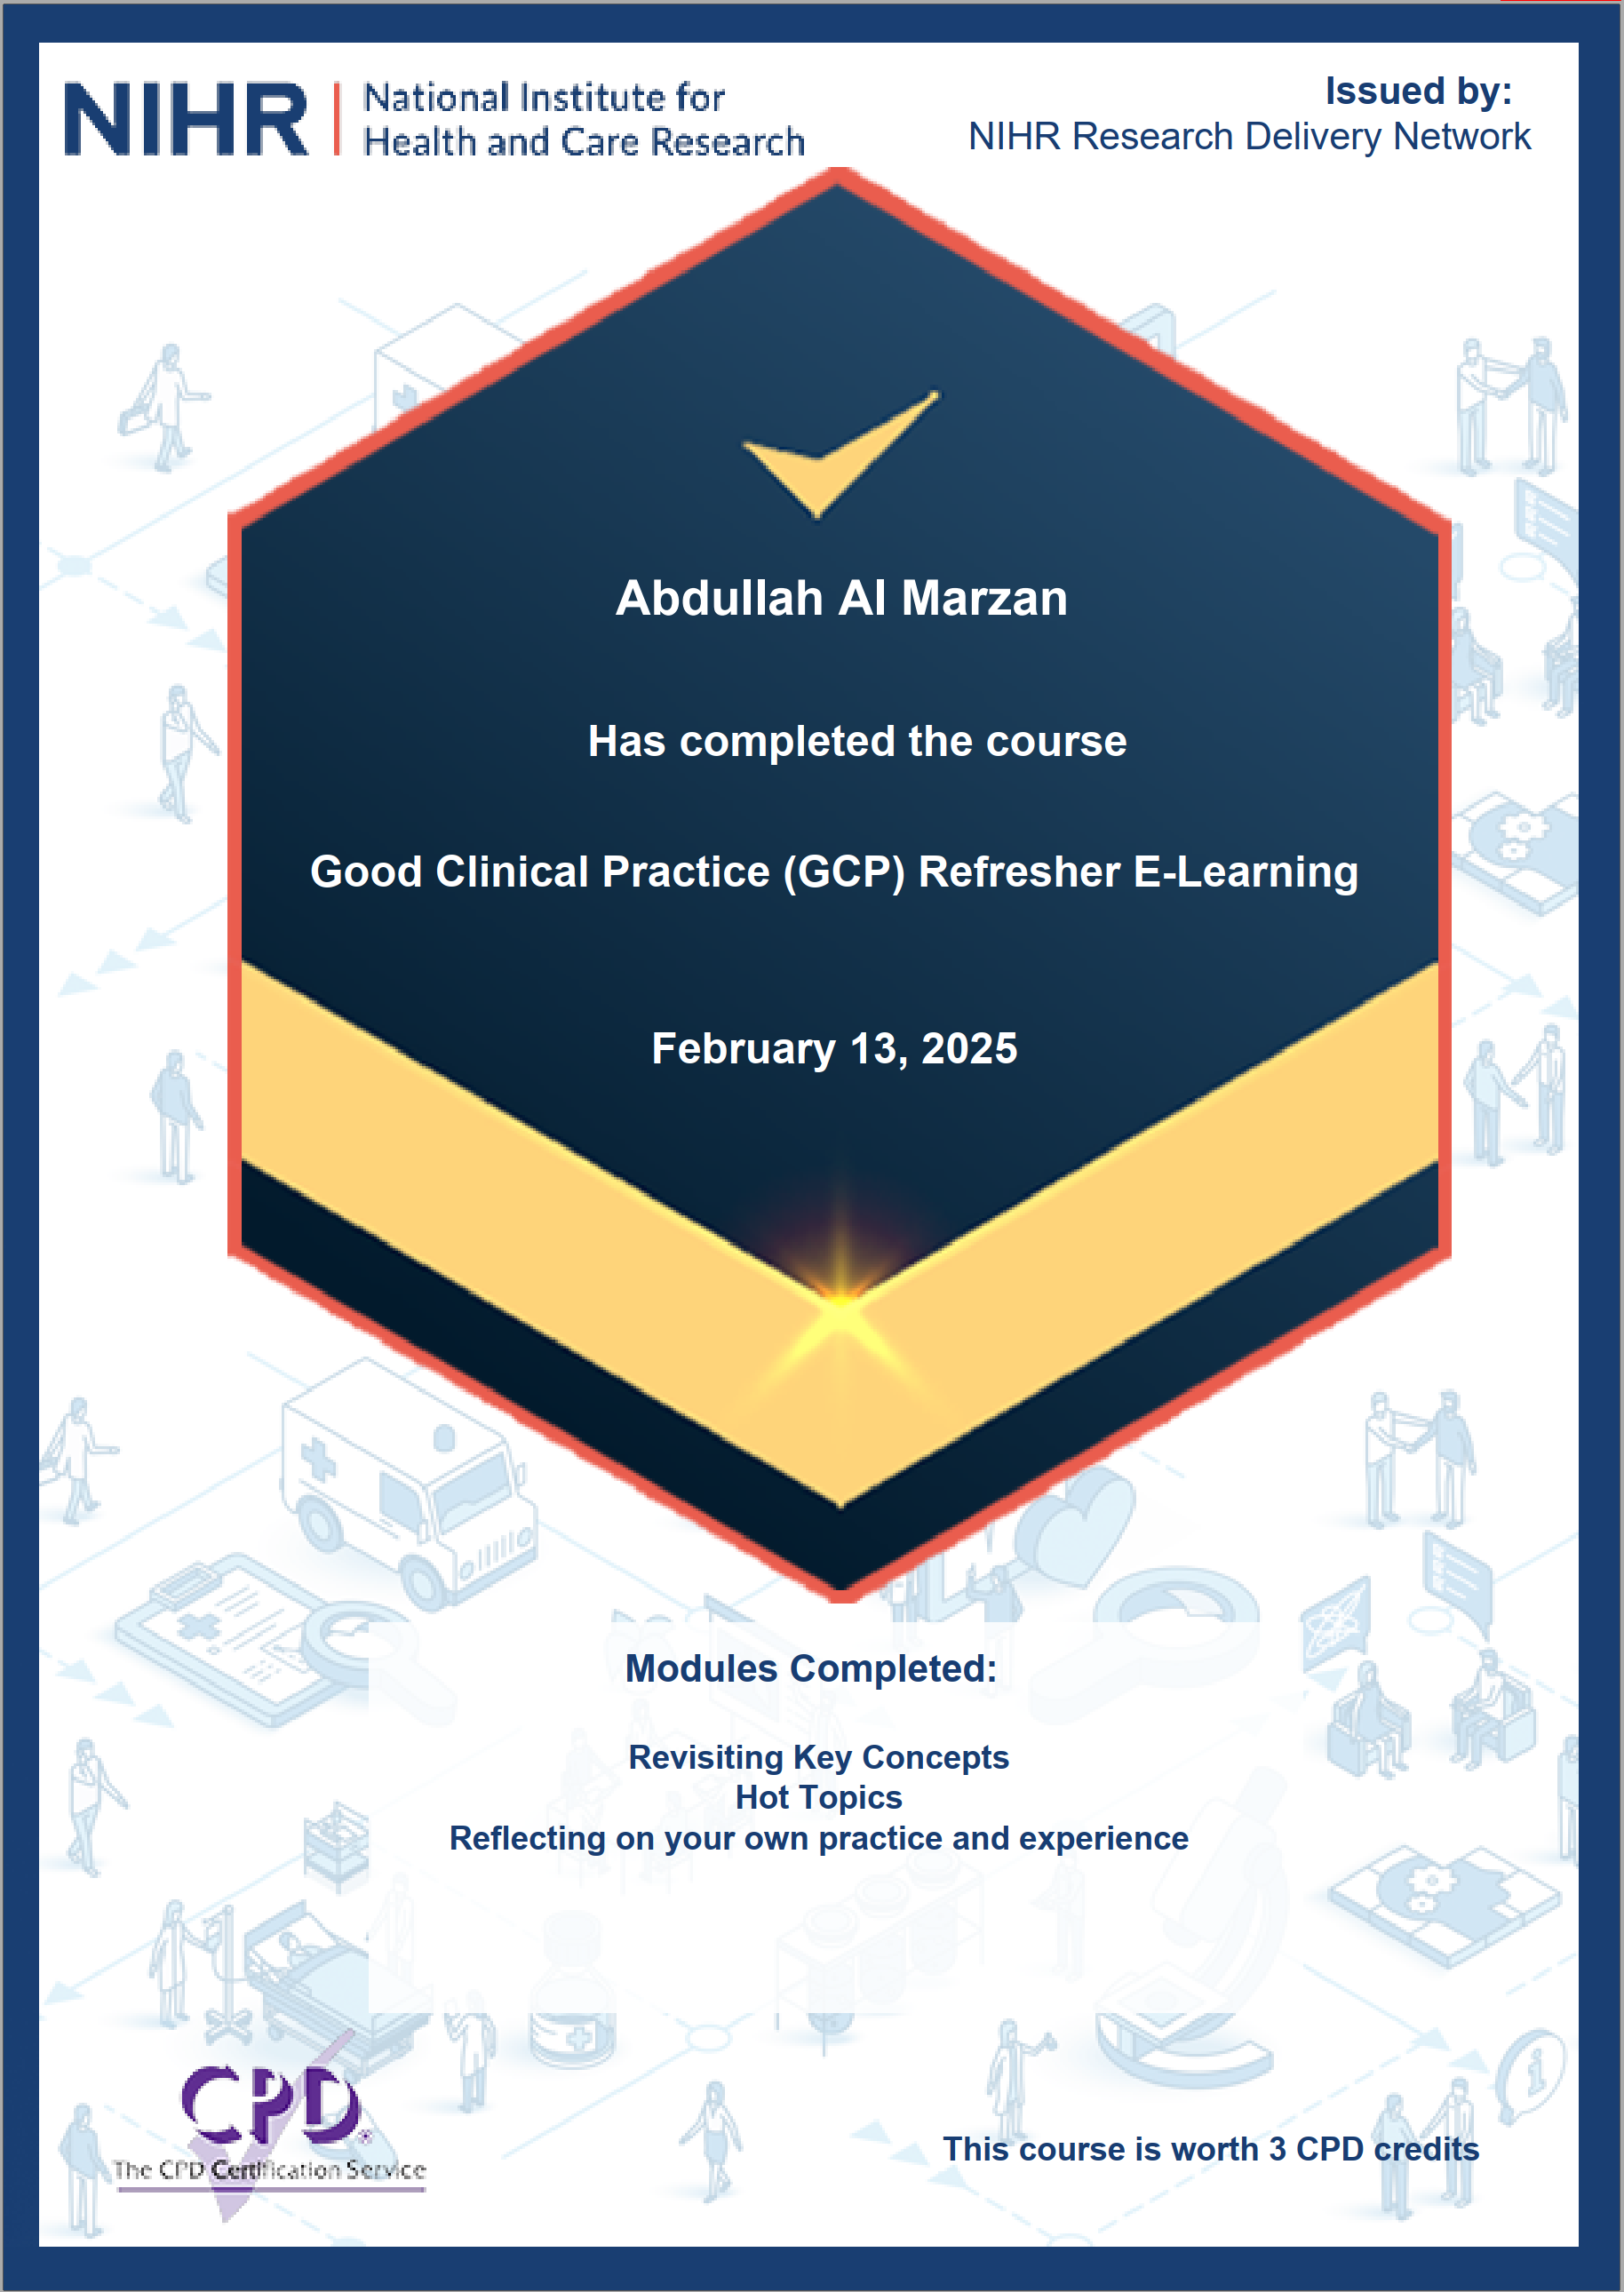 NIHR | National Institute for
Health and Care Research
Issued by:
NIHR Research Delivery Network
Abdullah Al Marzan
Has completed the course
Good Clinical Practice (GCP) Refresher E-Learning
February 13, 2025
Modules Completed:
Revisiting Key Concepts
Hot Topics
Reflecting on your own practice and experience
CPD®
The CPD Certification Service
This course is worth 3 CPD credits